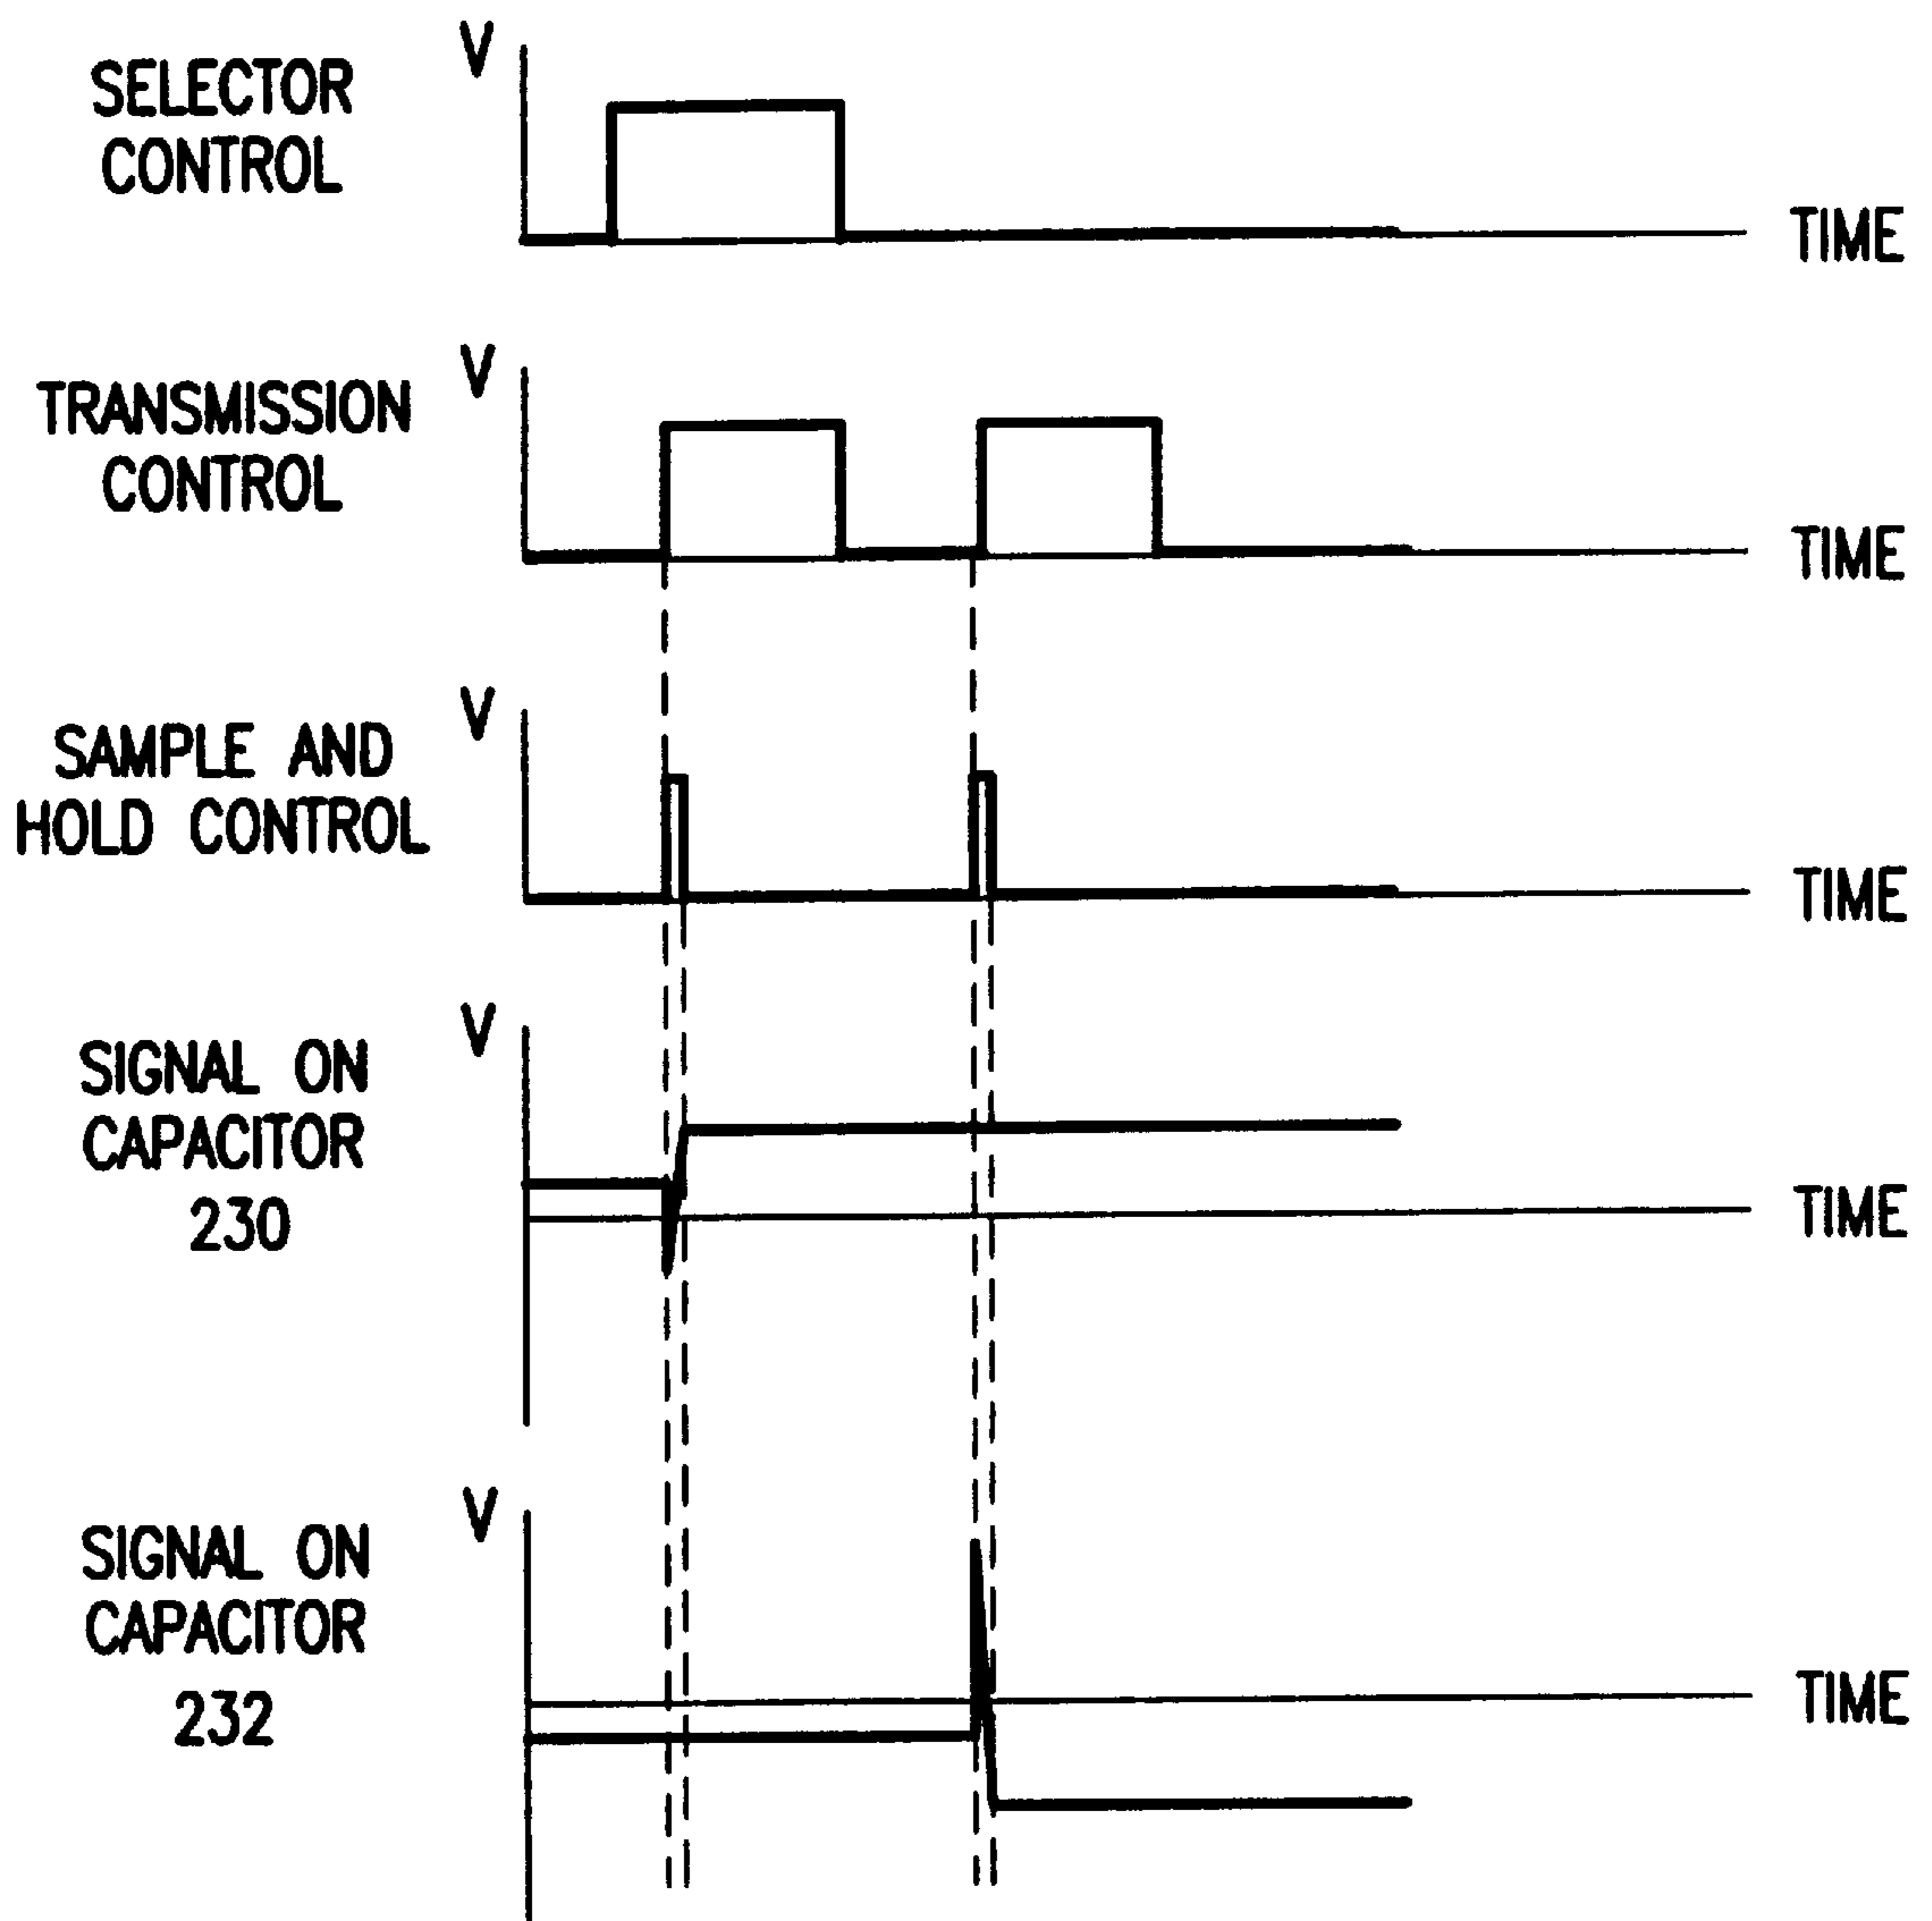 V
SELECTOR
CONTROL
TIME
V
TRANSMISSION
CONTROL
TIME
V
SAMPLE AND
HOLD CONTROL
TIME
V
SIGNAL ON
CAPACITOR
230
TIME
V
SIGNAL ON
CAPACITOR
232
TIME